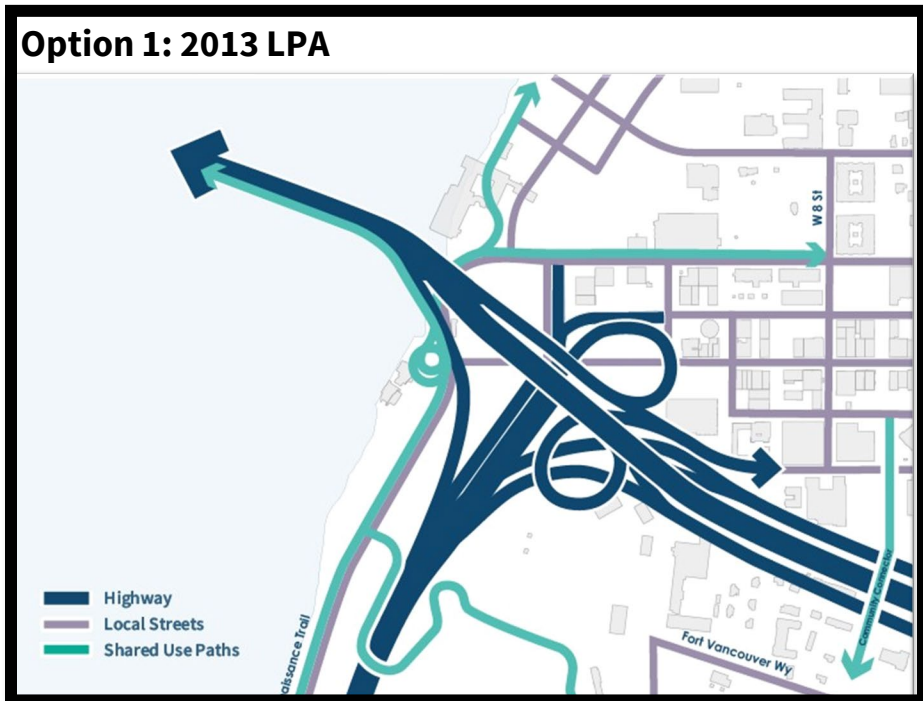 Option 1: 2013 LPA
W 8 St
Highway
Local Streets
Shared Use Paths
aissance Trail
Fort Vancouver Wy
Community Connector